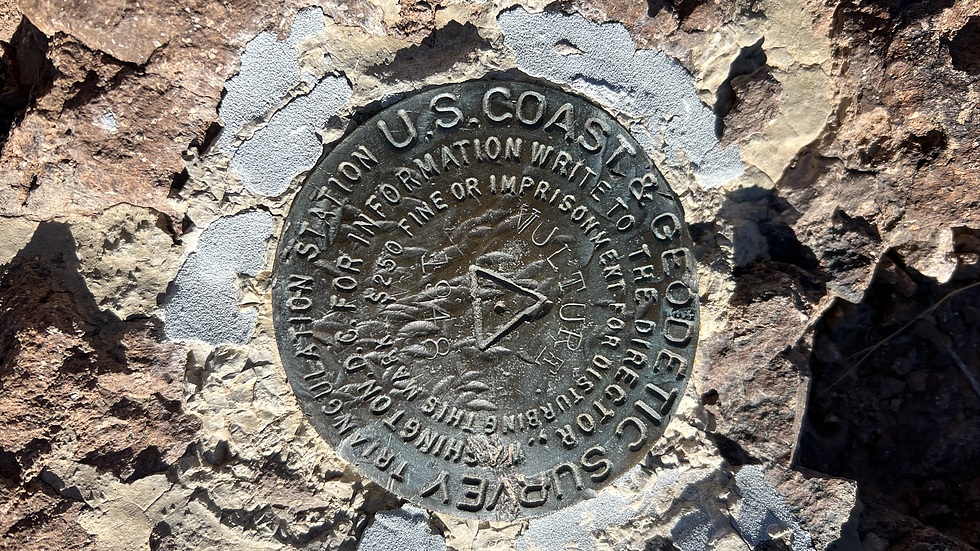 U.S. COAST & GEODETIC SURVEY
TRIANGULATION STATION
FOR INFORMATION WRITE TO THE DIRECTOR
WASHINGTON D.C.
$250 FINE OR IMPRISONMENT FOR DISTURBING THIS MARK
VULTURE
1948